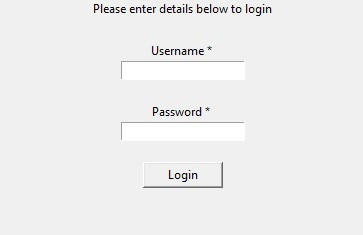 Please enter details below to login
Username *
Password *
Login